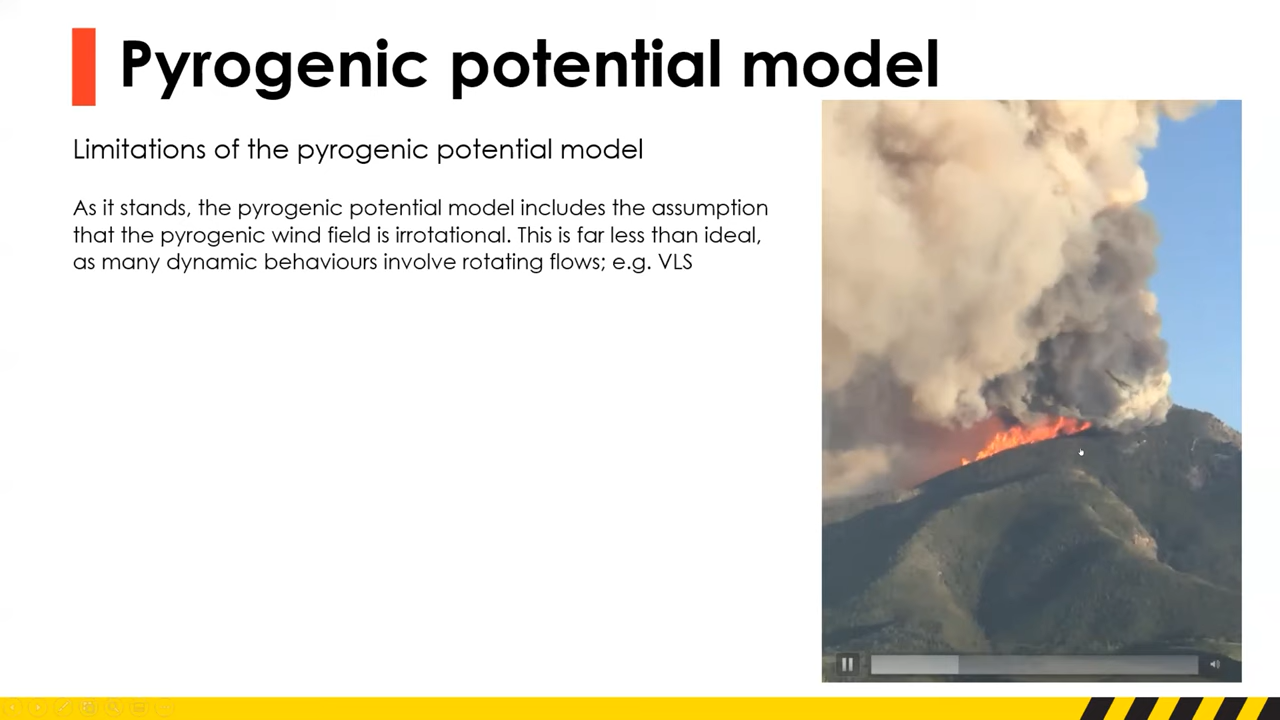 Pyrogenic potential model
Limitations of the pyrogenic potential model
As it stands, the pyrogenic potential model includes the assumption
that the pyrogenic wind field is irrotational. This is far less than ideal,
as many dynamic behaviours involve rotating flows; e.g. VLS